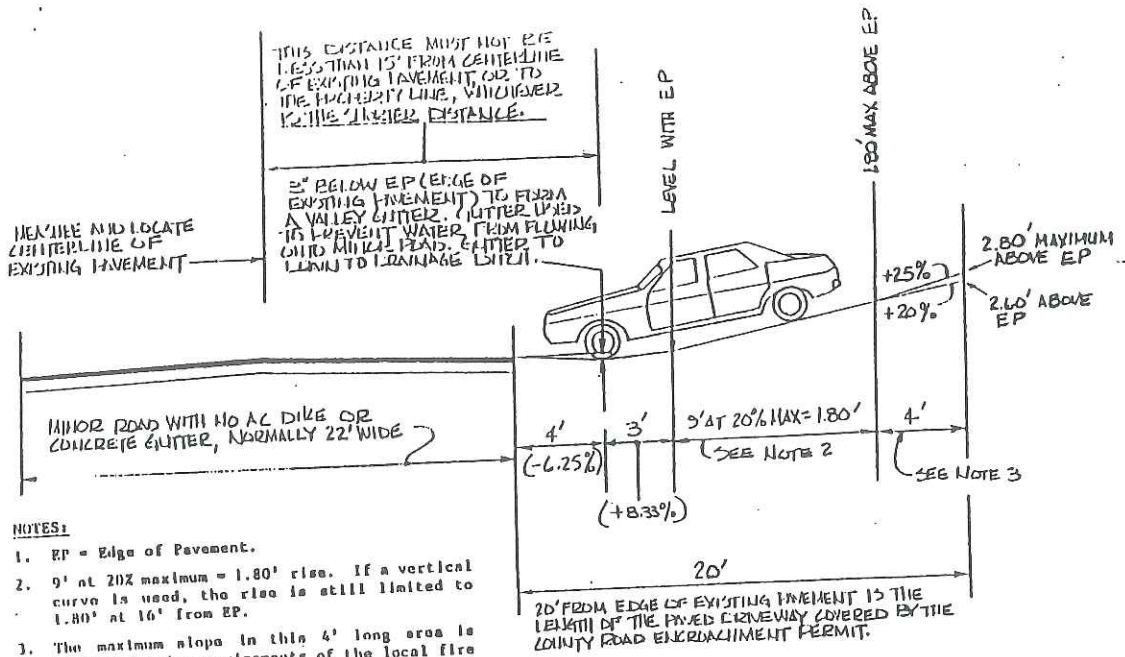 THIS DISTANCE MUST NOT BE
LESS THAN 15' FROM CENTERLINE
OF EXISTING PAVEMENT, OR TO
THE PROPERTY LINE, WHICHEVER
IS THE DISTANCE.
3" BELOW EP (EDGE OF
EXISTING PAVEMENT) TO FORM
A VALLEY GUTTER. GUTTER USED
TO PREVENT WATER FROM FLOWING
ONTO ROAD. GUTTER TO
DRAIN TO DRAINAGE DITCH.
MEASURE AND LOCATE
CENTERLINE OF
EXISTING PAVEMENT
LEVEL WITH EP
1.80' MAX ABOVE EP
+25%
+20%
2.80' MAXIMUM
ABOVE EP
2.60' ABOVE
EP
MINOR ROAD WITH NO AC DIKE OR
CONCRETE GUTTER, NORMALLY 22' WIDE
4'
(-6.25%)
3'
(+8.33%)
9' AT 20% MAX = 1.80'
SEE NOTE 2
4'
SEE NOTE 3
20'
20' FROM EDGE OF EXISTING PAVEMENT IS THE
LENGTH OF THE PAVED DRIVEWAY COVERED BY THE
COUNTY ROAD ENCROACHMENT PERMIT.
NOTES:
1. EP = Edge of Pavement.
2. 9' at 20% maximum = 1.80' rise. If a vertical
curve is used, the rise is still limited to
1.80' at 16' from EP.
3. The maximum slope in this 4' long area is
requirements of the local fire